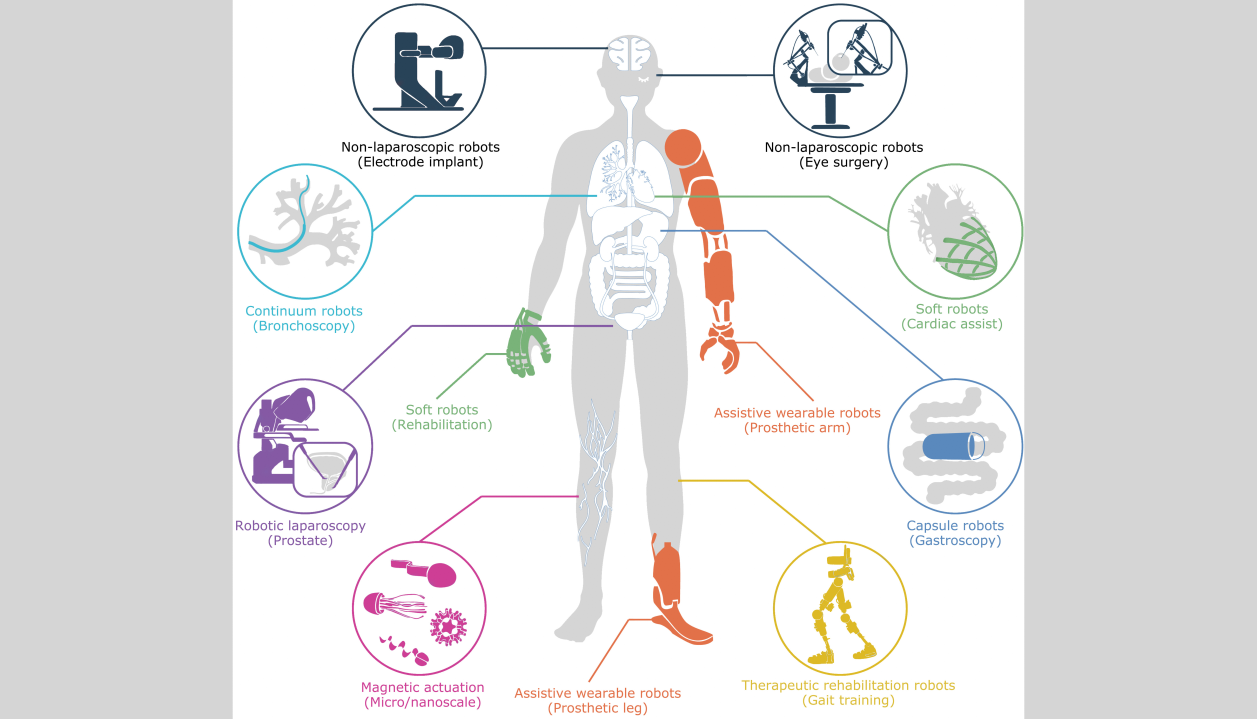 Non-laparoscopic robots
(Electrode implant)
Non-laparoscopic robots
(Eye surgery)
Continuum robots
(Bronchoscopy)
Soft robots
(Cardiac assist)
Soft robots
(Rehabilitation)
Assistive wearable robots
(Prosthetic arm)
Robotic laparoscopy
(Prostate)
Capsule robots
(Gastroscopy)
Magnetic actuation
(Micro/nanoscale)
Assistive wearable robots
(Prosthetic leg)
Therapeutic rehabilitation robots
(Gait training)